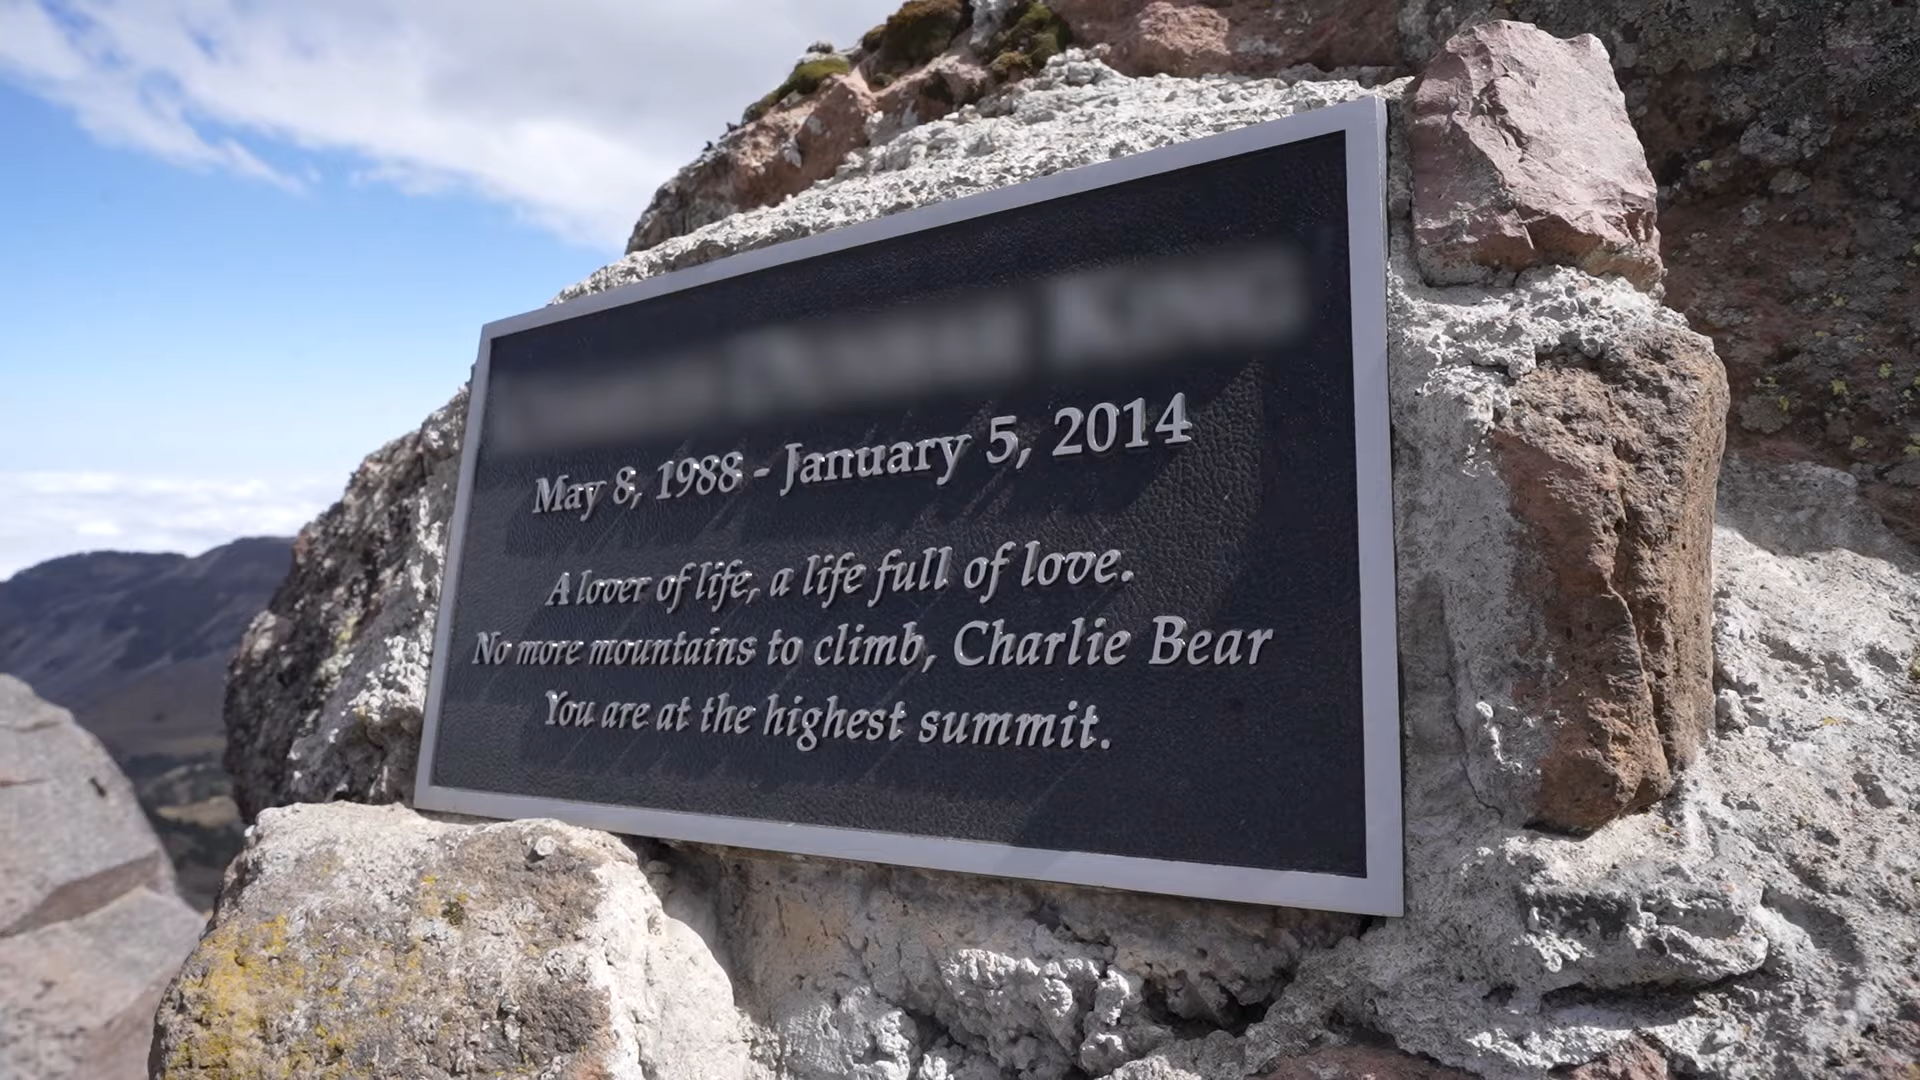 May 8, 1988 - January 5, 2014
A lover of life, a life full of love.
No more mountains to climb, Charlie Bear
You are at the highest summit.